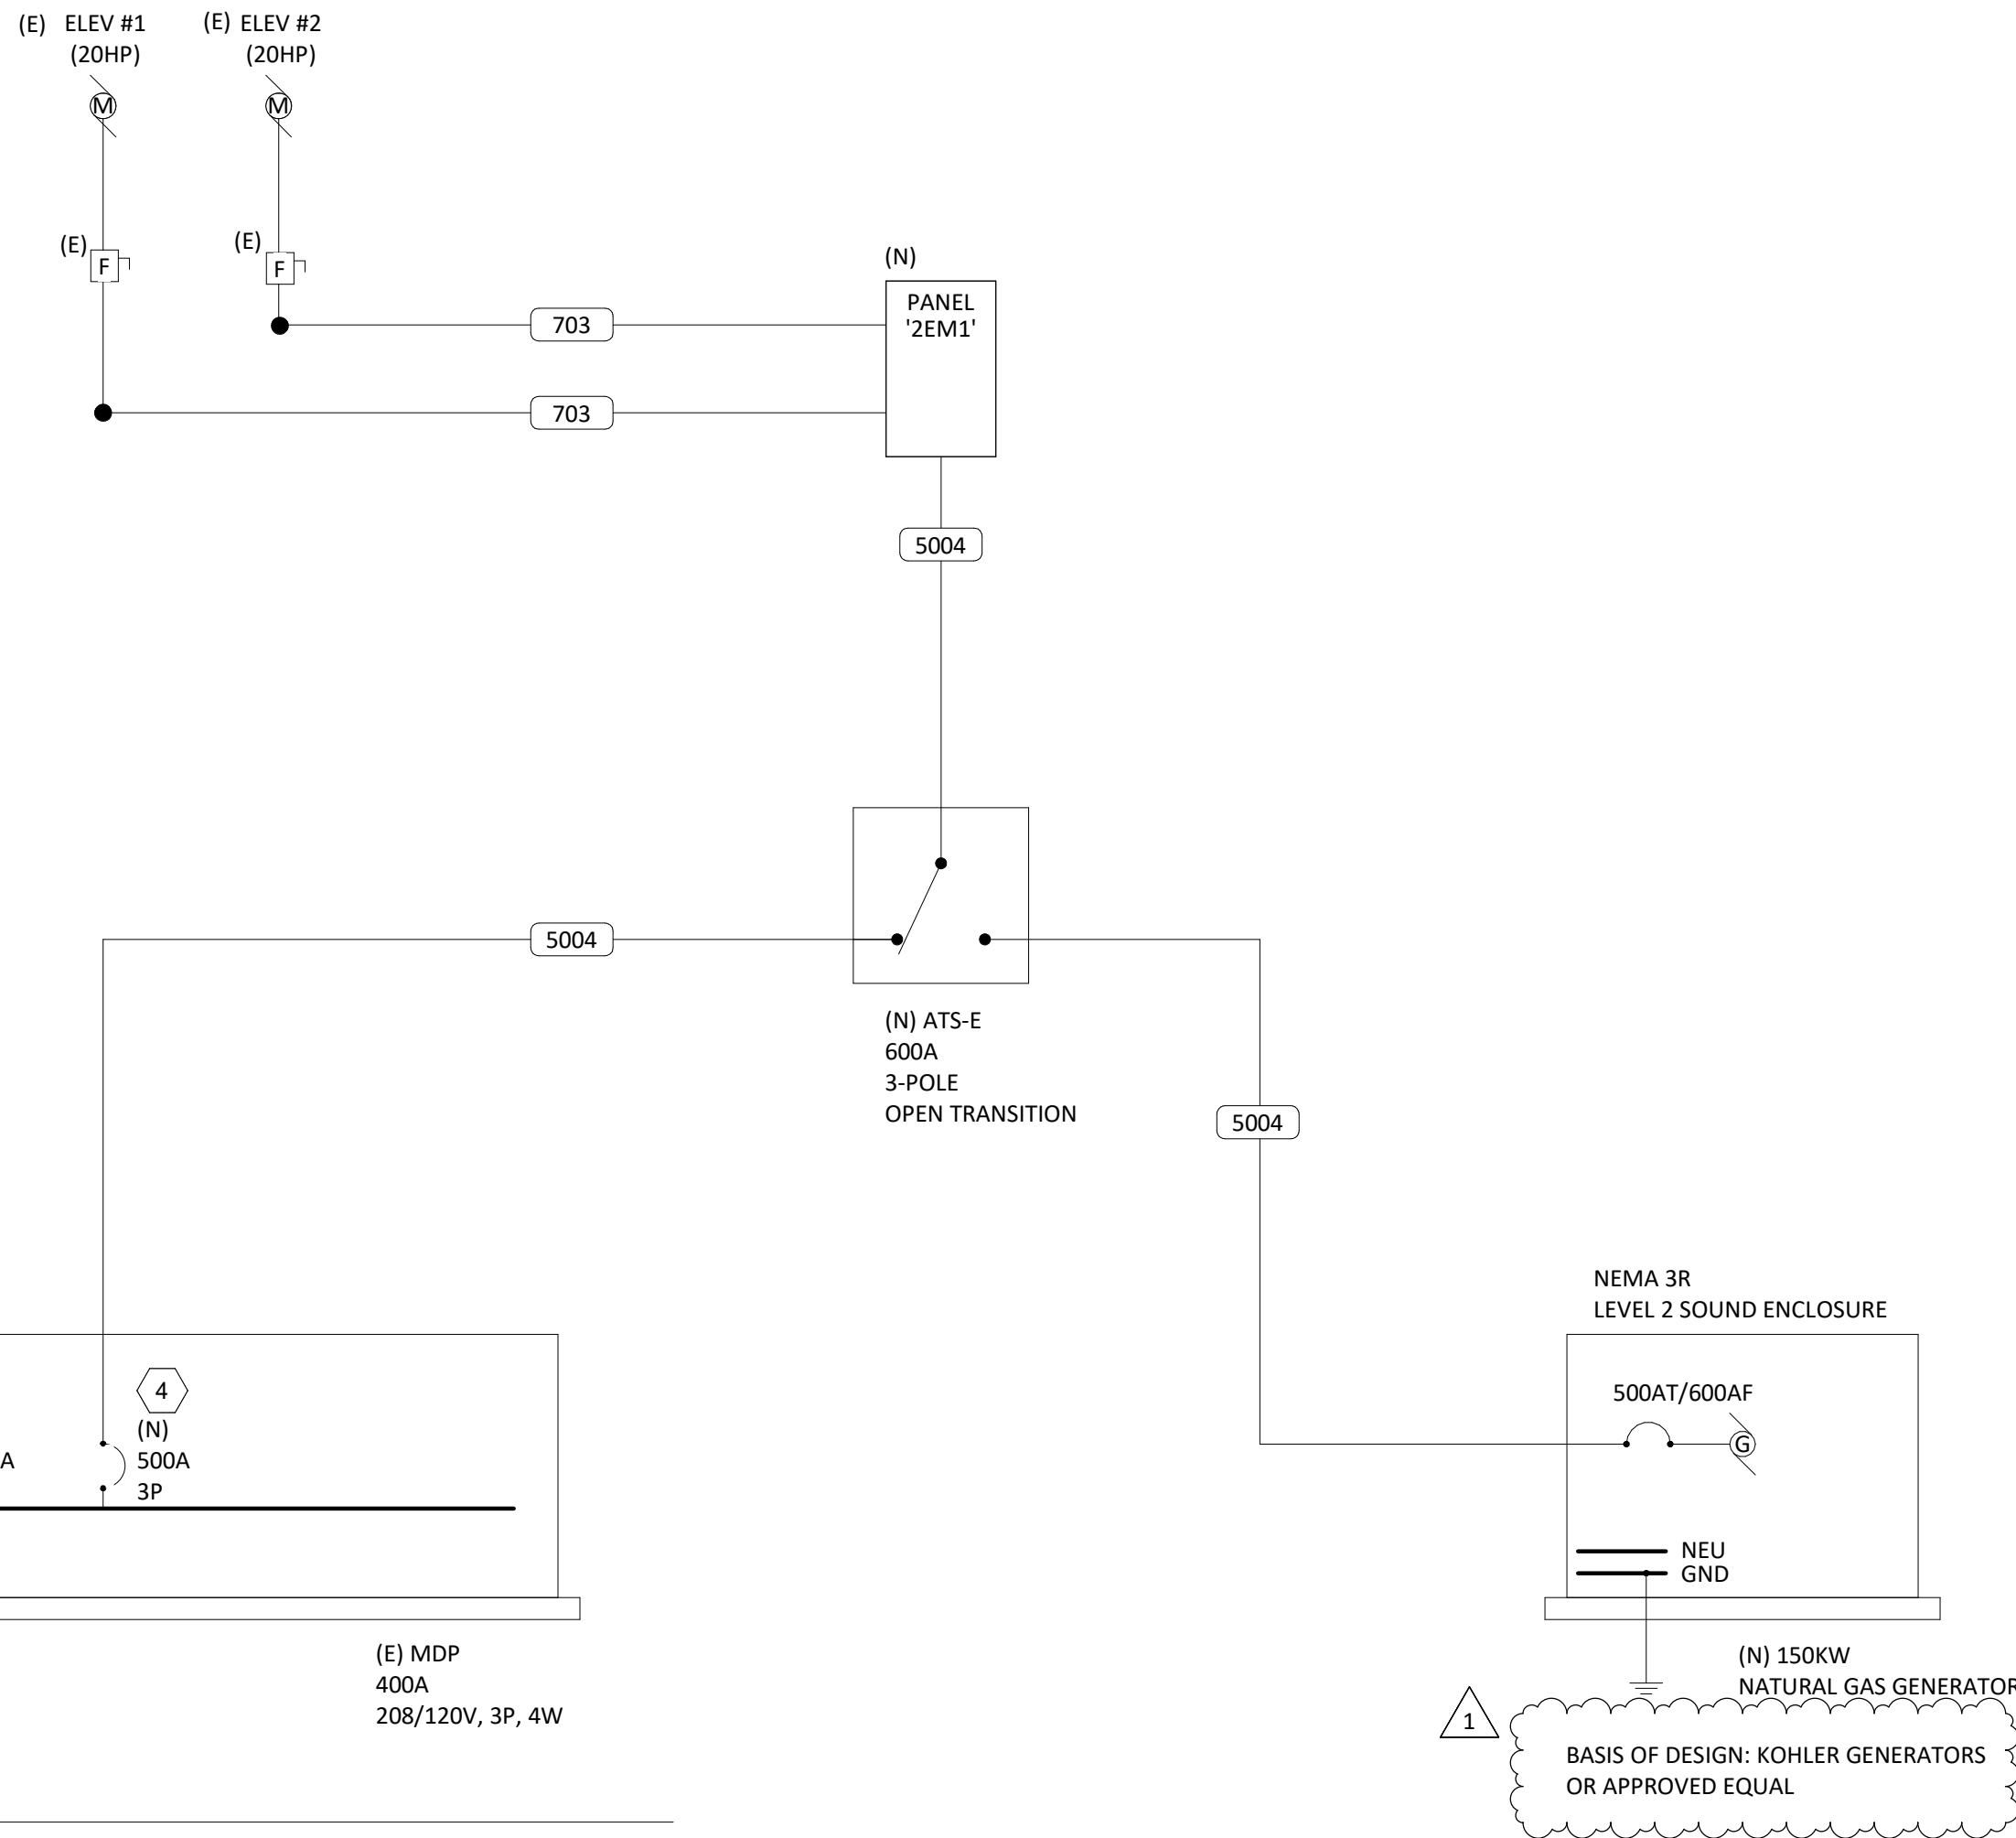 (E) ELEV #1
(20HP)
(E) ELEV #2
(20HP)
M
M
(E)
F
(E)
F
(N)
PANEL
'2EM1'
703
703
5004
5004
(N) ATS-E
600A
3-POLE
OPEN TRANSITION
5004
NEMA 3R
LEVEL 2 SOUND ENCLOSURE
500AT/600AF
G
NEU
GND
4
(N)
500A
3P
A
(E) MDP
400A
208/120V, 3P, 4W
(N) 150KW
NATURAL GAS GENERATOR
1
BASIS OF DESIGN: KOHLER GENERATORS
OR APPROVED EQUAL